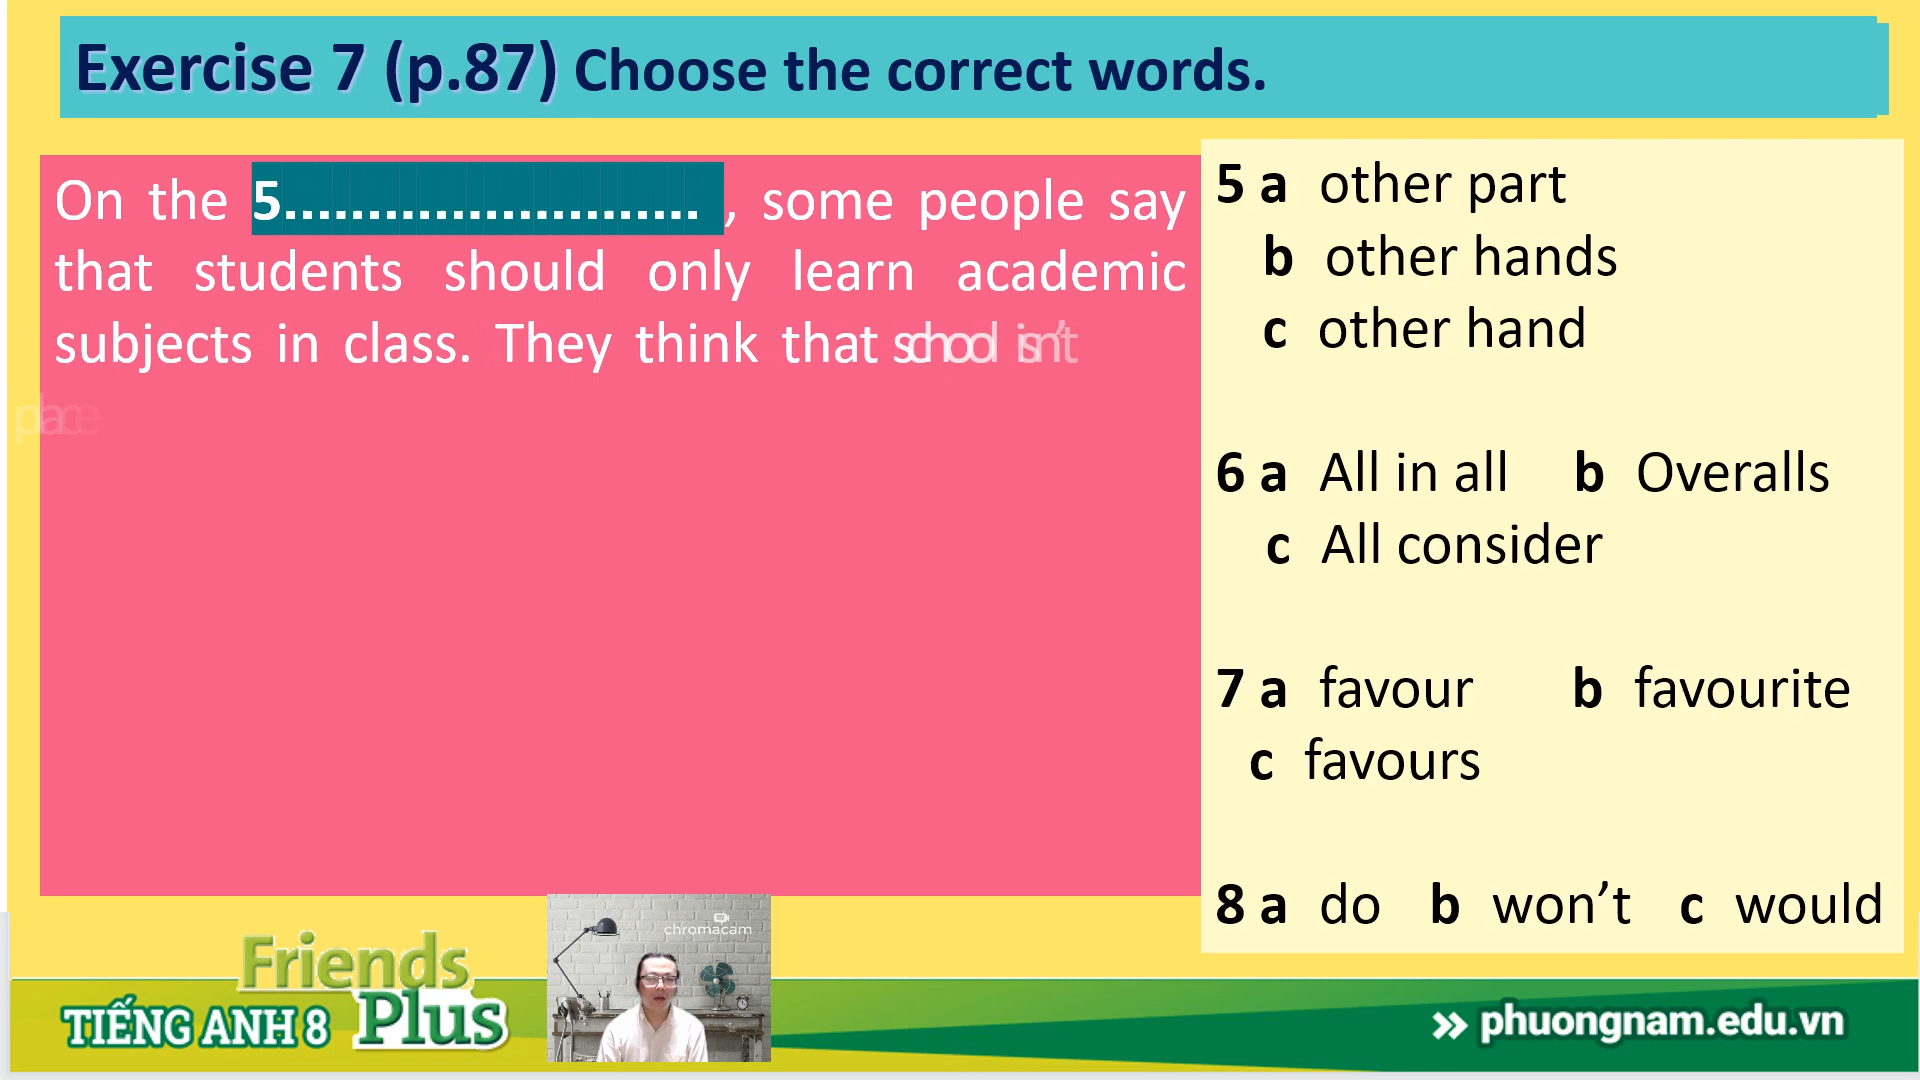 Exercise 7 (p.87) Choose the correct words.
On the 5......................... , some people say
that students should only learn academic
subjects in class. They think that school isn't
place
5 a other part
b other hands
c other hand
6 a All in all b Overalls
c All consider
7 a favour b favourite
c favours
8 a do b won’t c would
chromacam
Friends
Plus
TIẾNG ANH 8
phuongnam.edu.vn